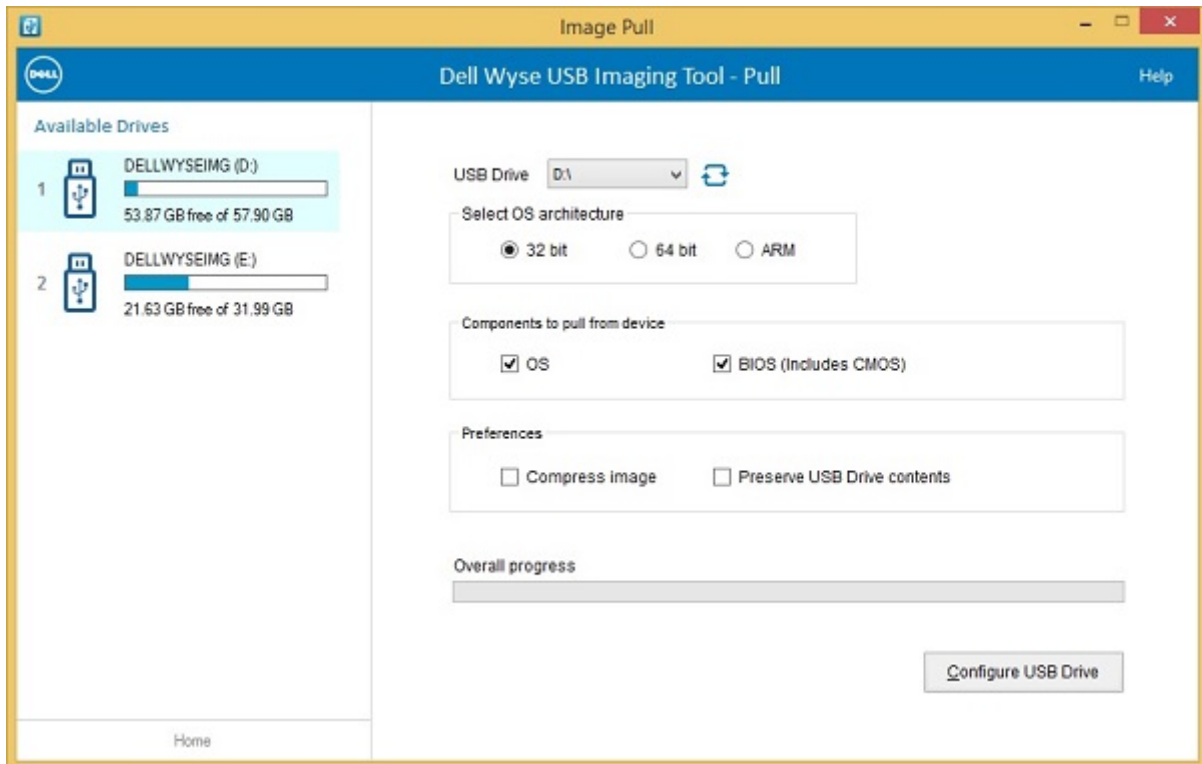 Image Pull
DELL
Dell Wyse USB Imaging Tool - Pull
Help
Available Drives
1
DELLWYSEIMG (D:)
53.87 GB free of 57.90 GB
2
DELLWYSEIMG (E:)
21.63 GB free of 31.99 GB
Home
USB Drive D:\
Select OS architecture
32 bit 64 bit ARM
Components to pull from device
OS BIOS (Includes CMOS)
Preferences
Compress image Preserve USB Drive contents
Overall progress
Configure USB Drive